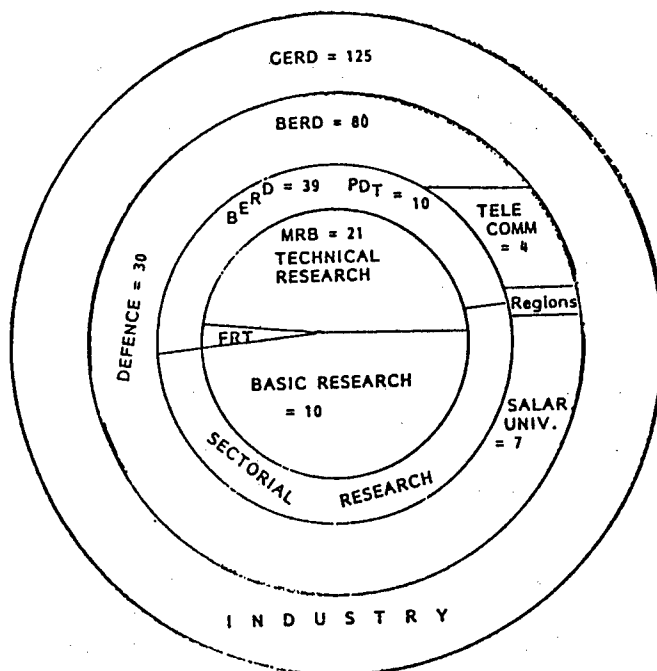 GERD = 125
BERD = 80
BERD = 39 PDT = 10
TELE
COMM
= 4
MRB = 21
TECHNICAL
RESEARCH
DEFENCE = 30
Regions
FRT
BASIC RESEARCH
= 10
SALAR.
UNIV.
= 7
SECTORIAL RESEARCH
INDUSTRY